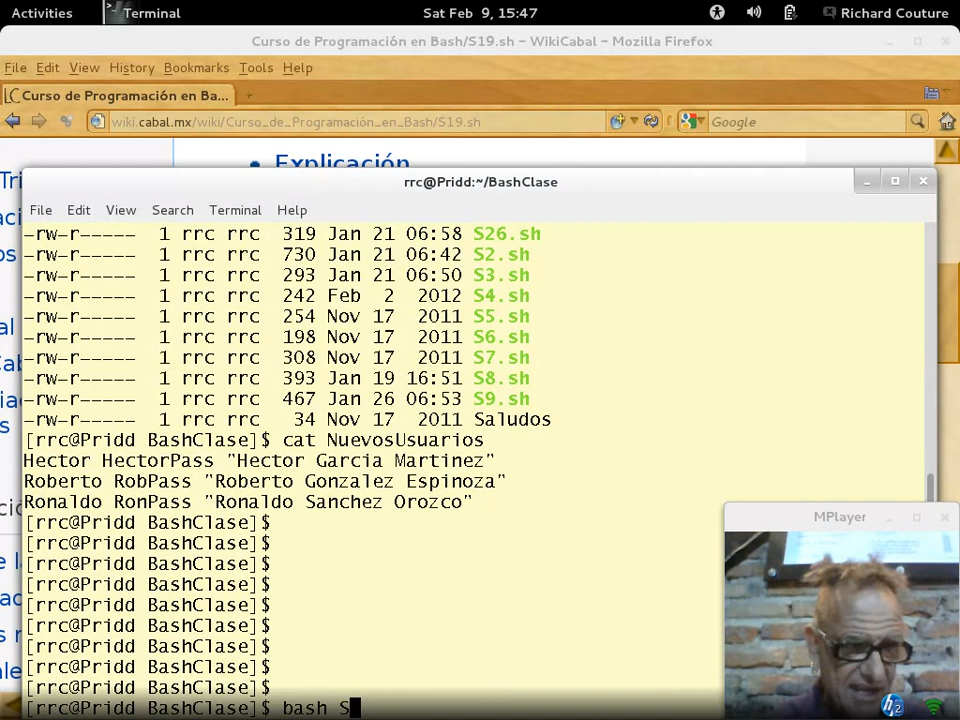 Activities Terminal Sat Feb 9, 15:47 Richard Couture
Curso de Programación en Bash/S19.sh – WikiCabal – Mozilla Firefox
File Edit View History Bookmarks Tools Help
Curso de Programación en Ba...
wiki.cabal.mx/wiki/Curso_de_Programación_en_Bash/S19.sh Google
Explicación
rrc@Pridd:~/BashClase
File Edit View Search Terminal Help
-rw-r----- 1 rrc rrc 319 Jan 21 06:58 S26.sh
-rw-r----- 1 rrc rrc 730 Jan 21 06:42 S2.sh
-rw-r----- 1 rrc rrc 293 Jan 21 06:50 S3.sh
-rw-r----- 1 rrc rrc 242 Feb 2 2012 S4.sh
-rw-r----- 1 rrc rrc 254 Nov 17 2011 S5.sh
-rw-r----- 1 rrc rrc 198 Nov 17 2011 S6.sh
-rw-r----- 1 rrc rrc 308 Nov 17 2011 S7.sh
-rw-r----- 1 rrc rrc 393 Jan 19 16:51 S8.sh
-rw-r----- 1 rrc rrc 467 Jan 26 06:53 S9.sh
-rw-r----- 1 rrc rrc 34 Nov 17 2011 Saludos
[rrc@Pridd BashClase]$ cat NuevosUsuarios
Hector HectorPass "Hector Garcia Martinez"
Roberto RobPass "Roberto Gonzalez Espinoza"
Ronaldo RonPass "Ronaldo Sanchez Orozco"
[rrc@Pridd BashClase]$
[rrc@Pridd BashClase]$
[rrc@Pridd BashClase]$
[rrc@Pridd BashClase]$
[rrc@Pridd BashClase]$
[rrc@Pridd BashClase]$
[rrc@Pridd BashClase]$
[rrc@Pridd BashClase]$
[rrc@Pridd BashClase]$
[rrc@Pridd BashClase]$ bash S
MPlayer